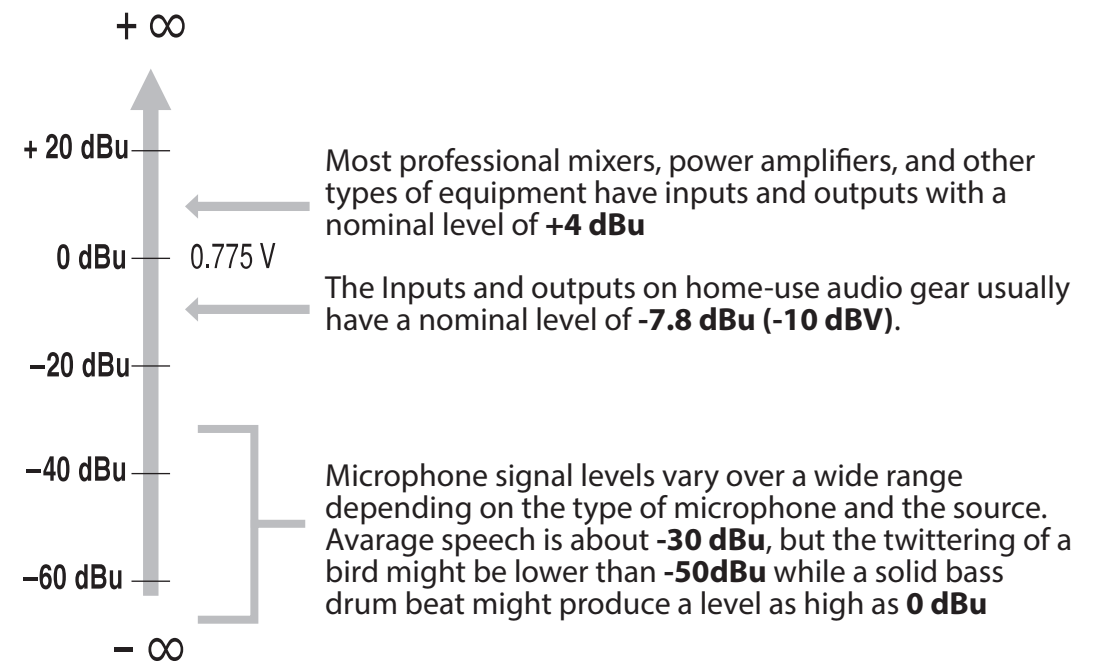 + ∞
+ 20 dBu
Most professional mixers, power amplifiers, and other
types of equipment have inputs and outputs with a
nominal level of +4 dBu
0 dBu
0.775 V
The Inputs and outputs on home-use audio gear usually
have a nominal level of -7.8 dBu (-10 dBV).
–20 dBu
–40 dBu
Microphone signal levels vary over a wide range
depending on the type of microphone and the source.
Avarage speech is about -30 dBu, but the twittering of a
bird might be lower than -50dBu while a solid bass
drum beat might produce a level as high as 0 dBu
–60 dBu
– ∞